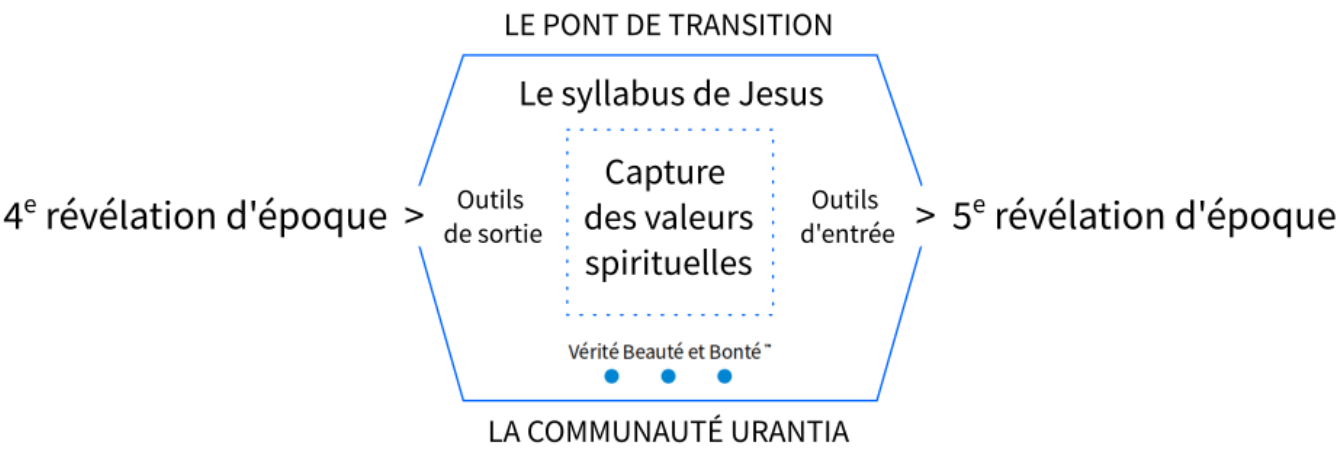 LE PONT DE TRANSITION
Le syllabus de Jesus
4e révélation d'époque >
Outils
de sortie
Capture
des valeurs
spirituelles
Outils
d'entrée
> 5e révélation d'époque
Vérité Beauté et Bonté™
LA COMMUNAUTÉ URANTIA